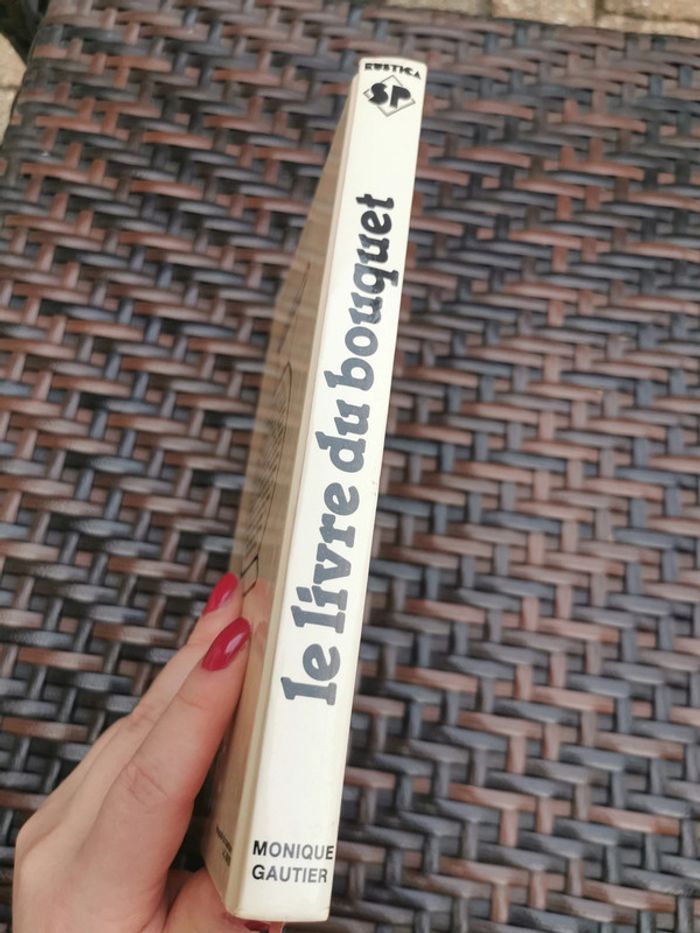 RUSTICA
SP
le livre du bouquet
MONIQUE
GAUTIER